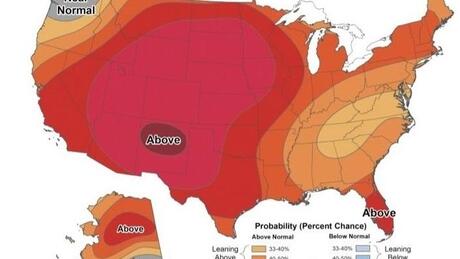 Near
Normal
Above
Above
Above
Probability (Percent Chance)
Above Normal
Below Normal
Leaning
Above
33-40%
40-50%
33-40%
40-50%
Leaning
Below